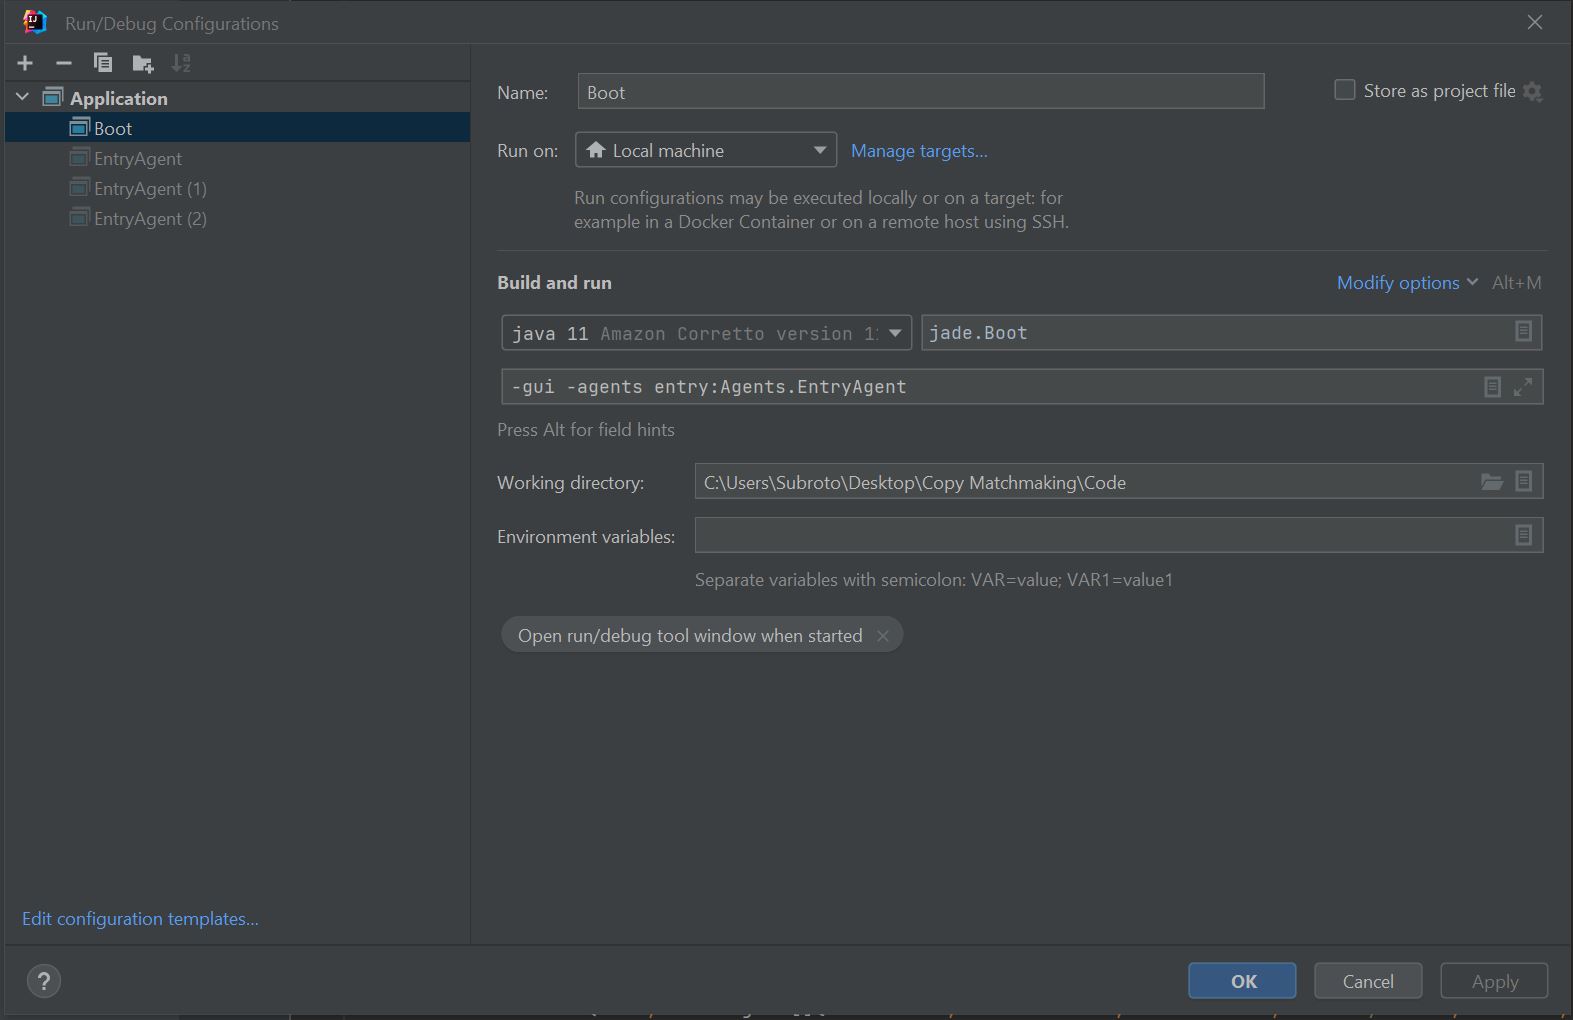 Run/Debug Configurations
Application
Boot
EntryAgent
EntryAgent (1)
EntryAgent (2)
Edit configuration templates...
Name: Boot Store as project file
Run on: Local machine Manage targets...
Run configurations may be executed locally or on a target: for
example in a Docker Container or on a remote host using SSH.
Build and run Modify options Alt+M
java 11 Amazon Corretto version jade.Boot
-gui -agents entry:Agents.EntryAgent
Press Alt for field hints
Working directory: C:\Users\Subroto\Desktop\Copy Matchmaking\Code
Environment variables:
Separate variables with semicolon: VAR=value; VAR1=value1
Open run/debug tool window when started
? OK Cancel Apply